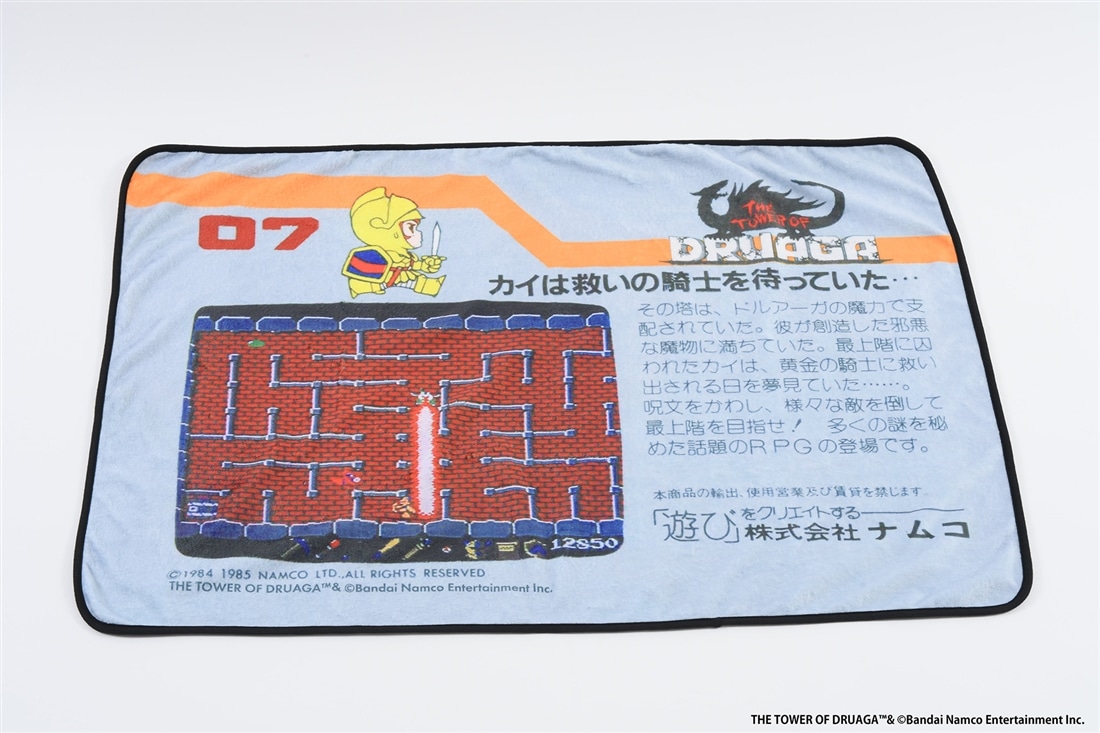 07
THE
TOWER OF
DRUAGA
カイは救いの騎士を待っていた…
その塔は、ドルアーガの魔力で支
配されていた。彼が創造した邪悪
な魔物に満ちていた。最上階に囚
われたカイは、黄金の騎士に救い
出される日を夢見ていた……。
呪文をかわし、様々な敵を倒して
最上階を目指せ！ 多くの謎を秘
めた話題のRPGの登場です。
12850
本商品の輸出、使用営業及び賃貸を禁じます。
「遊び」をクリエイトする
株式会社 ナムコ
©1984 1985 NAMCO LTD.,ALL RIGHTS RESERVED
THE TOWER OF DRUAGA™& ©Bandai Namco Entertainment Inc.
THE TOWER OF DRUAGA™& ©Bandai Namco Entertainment Inc.